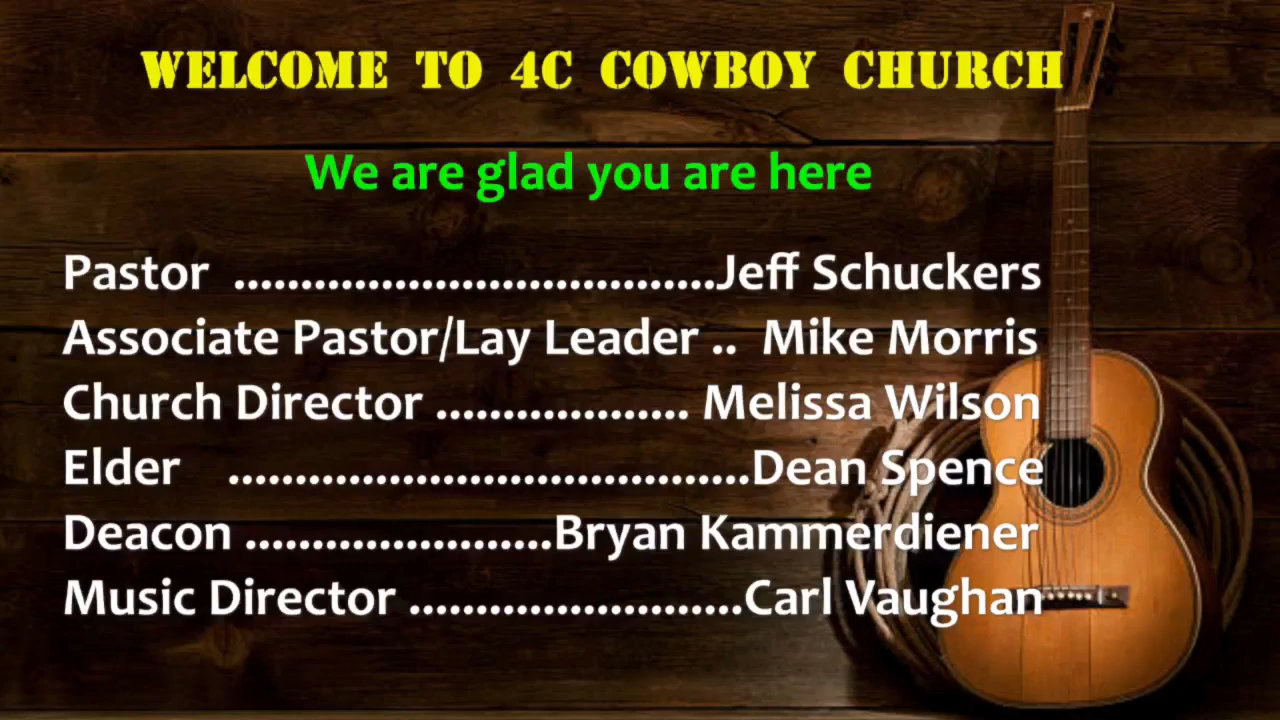 WELCOME TO 4C COWBOY CHURCH
We are glad you are here
Pastor ....................................Jeff Schuckers
Associate Pastor/Lay Leader .. Mike Morris
Church Director ................... Melissa Wilson
Elder .......................................Dean Spence
Deacon .......................Bryan Kammerdiener
Music Director .........................Carl Vaughan